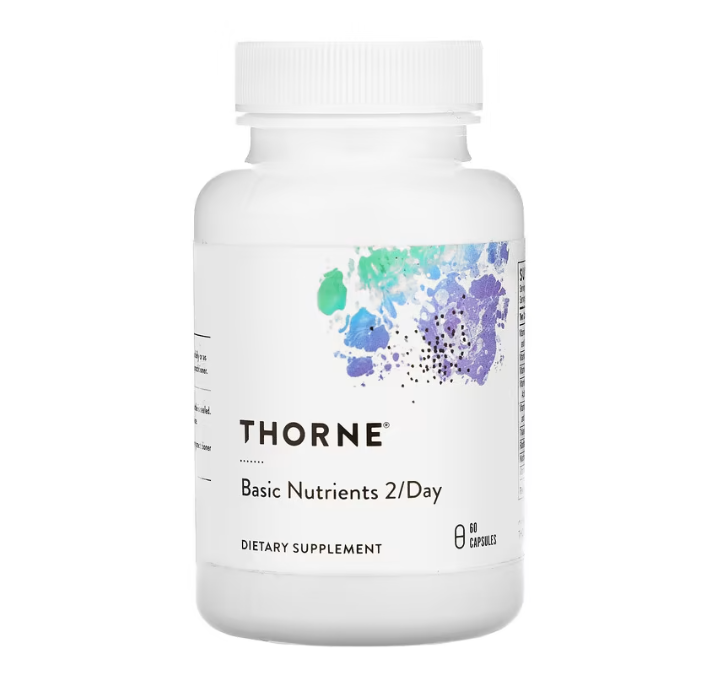 THORNE®
Basic Nutrients 2/Day
DIETARY SUPPLEMENT
60
CAPSULES